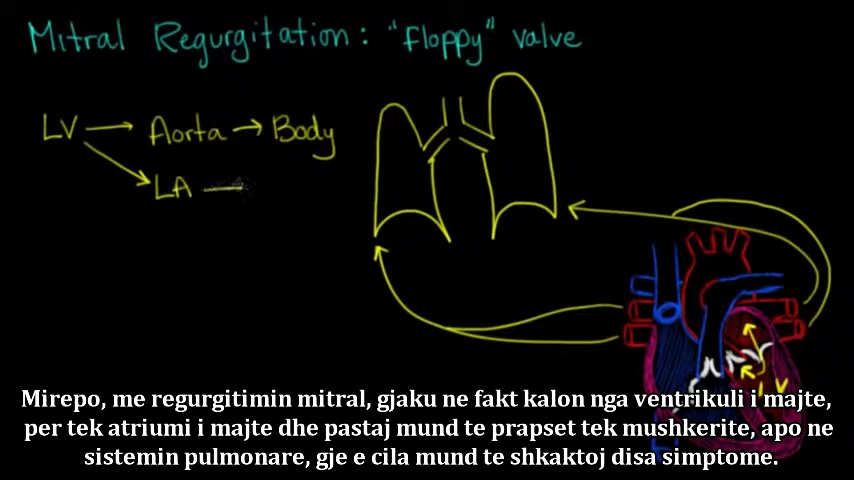 Mitral Regurgitation: "floppy" valve
LV → Aorta → Body
LA
LV
Mirepo, me regurgitimin mitral, gjaku ne fakt kalon nga ventrikuli i majte,
per tek atriumi i majte dhe pastaj mund te prapset tek mushkerite, apo ne
sistemin pulmonare, gje e cila mund te shkaktoj disa simptome.